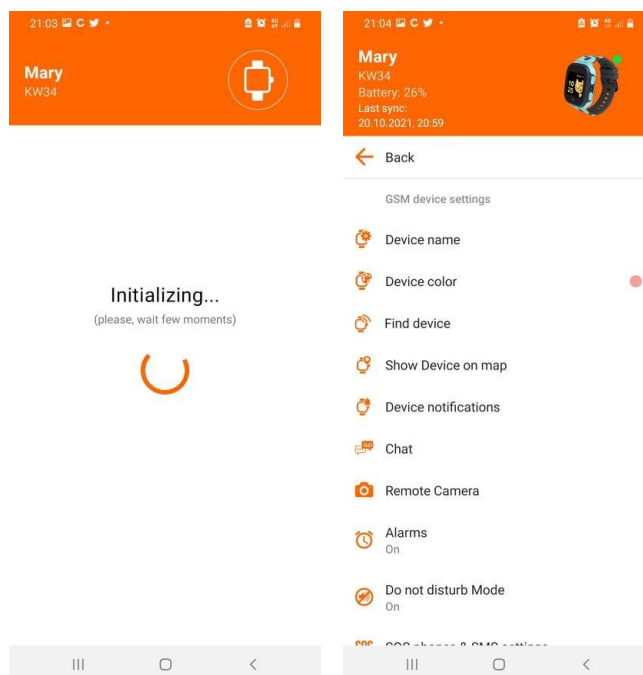 21:03
Mary
KW34
Initializing...
(please, wait few moments)
21:04
Mary
KW34
Battery: 26%
Last sync:
20.10.2021, 20:59
Back
GSM device settings
Device name
Device color
Find device
Show Device on map
Device notifications
Chat
Remote Camera
Alarms
On
Do not disturb Mode
On